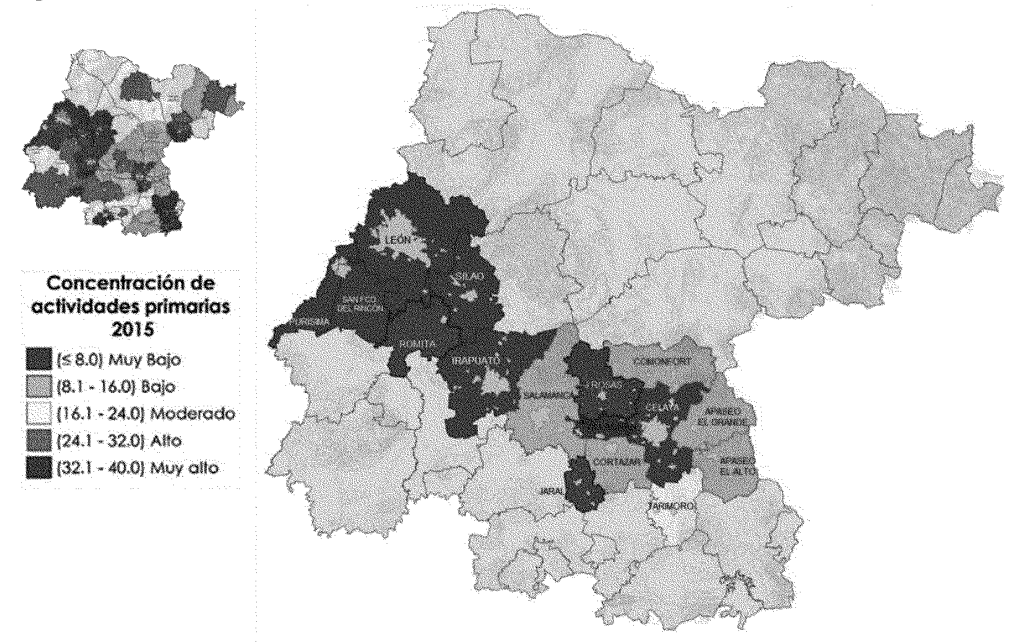 Concentración de
actividades primarias
2015
(≤ 8.0) Muy Bajo
(8.1 - 16.0) Bajo
(16.1 - 24.0) Moderado
(24.1 - 32.0) Alto
(32.1 - 40.0) Muy alto
LEÓN
SILAO
SAN FCO
DEL RINCÓN
PURISIMA
ROMITA
IRAPUATO
SALAMANCA
J ROSAS
COMONFORT
CELAYA
APASEO
EL GRANDE
CORTAZAR
APASEO
EL ALTO
JARAL
TARIMORO